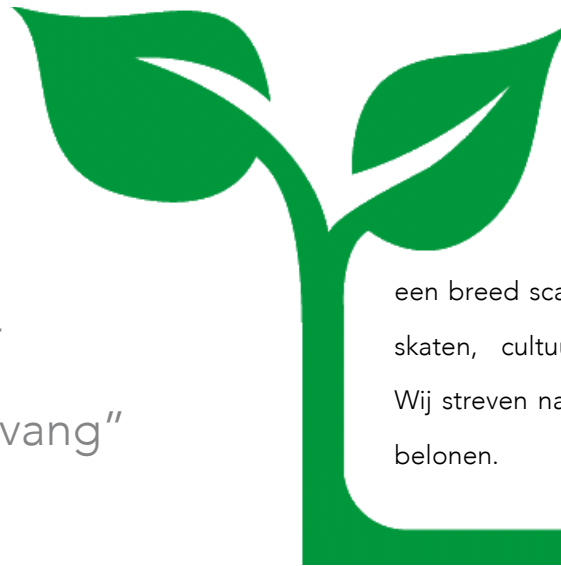 vang”
een breed sca
skaten, cultu
Wij streven na
belonen.